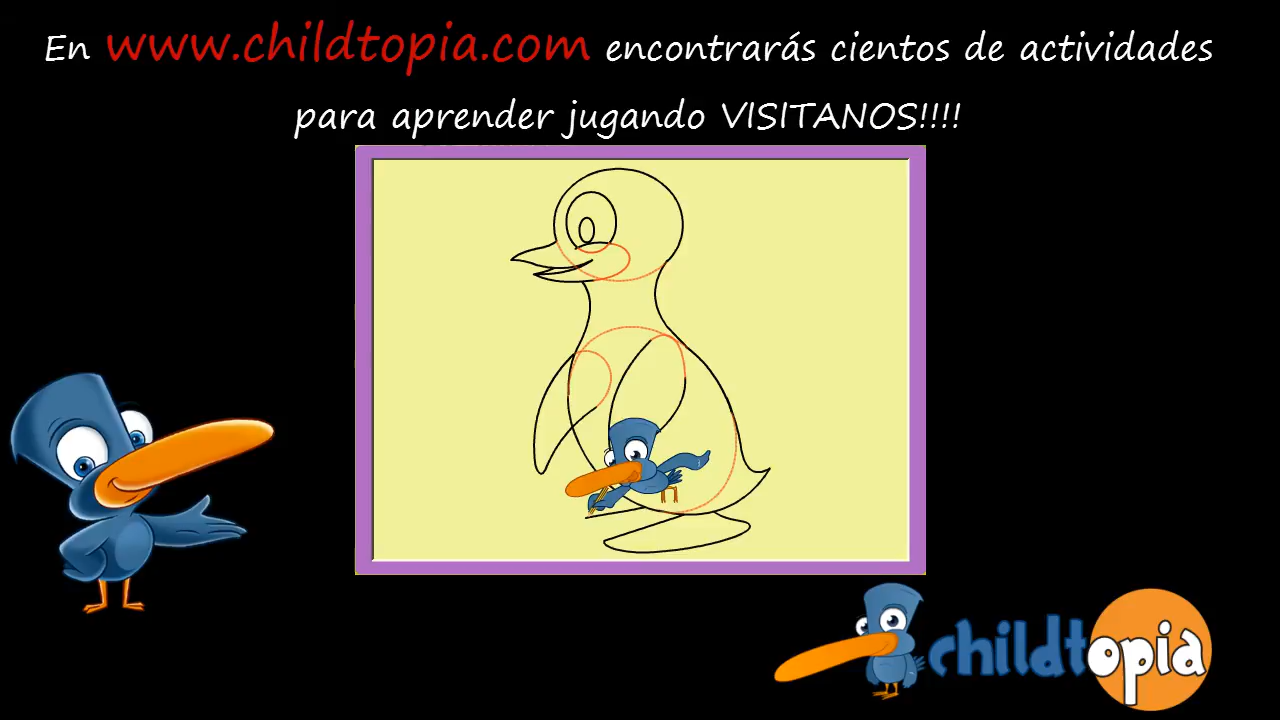 En www.childtopia.com encontrarás cientos de actividades
para aprender jugando VISITANOS!!!!
childtopia